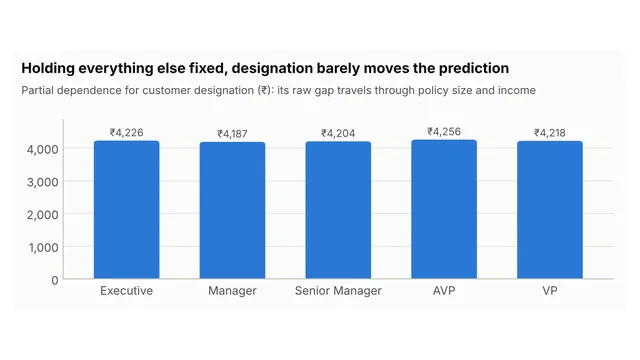 Holding everything else fixed, designation barely moves the prediction
Partial dependence for customer designation (₹): its raw gap travels through policy size and income
₹4,226 ₹4,187 ₹4,204 ₹4,256 ₹4,218
4,000
3,000
2,000
1,000
0
Executive Manager Senior Manager AVP VP